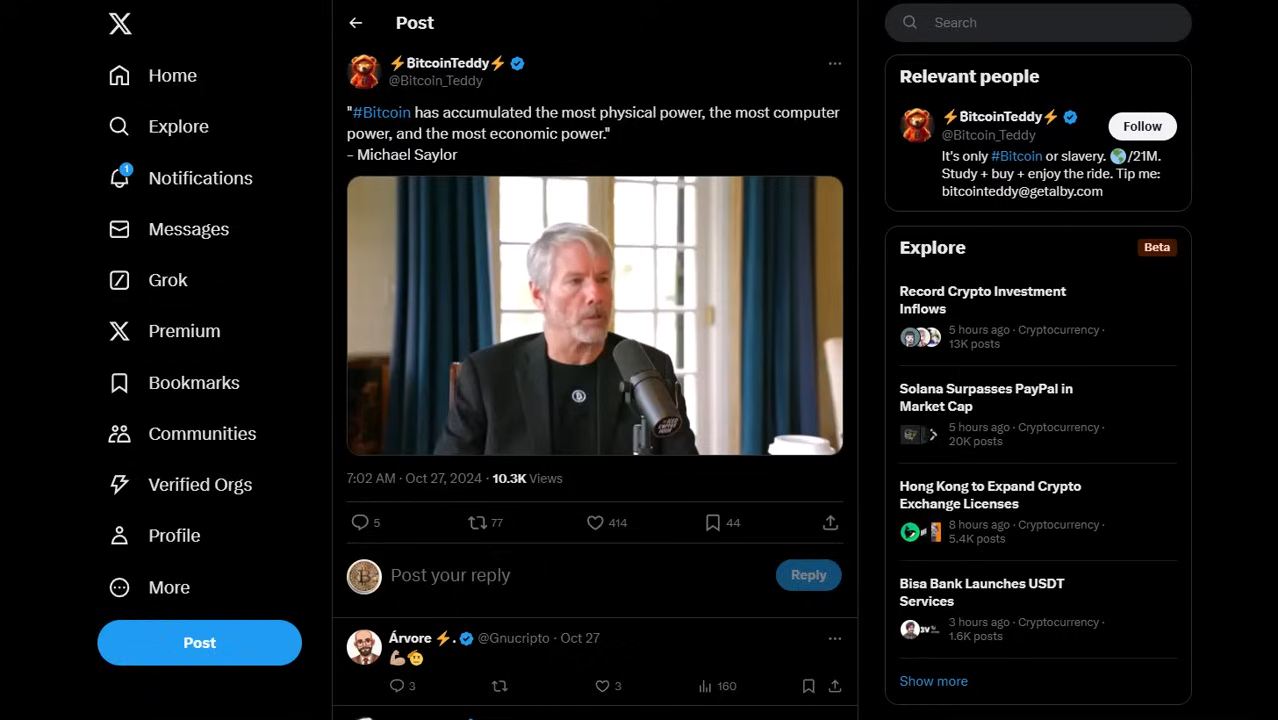 Home
Explore
1
Notifications
Messages
Grok
Premium
Bookmarks
Communities
Verified Orgs
Profile
More
Post
Post
⚡BitcoinTeddy⚡
@Bitcoin_Teddy
"#Bitcoin has accumulated the most physical power, the most computer
power, and the most economic power."
- Michael Saylor
7:02 AM · Oct 27, 2024 · 10.3K Views
5 77 414 44
Post your reply
Reply
Árvore ⚡. @Gnucripto · Oct 27
💪🏼🫡
3 3 160
Search
Relevant people
⚡BitcoinTeddy⚡
@Bitcoin_Teddy
Follow
It's only #Bitcoin or slavery. 🌎/21M.
Study + buy + enjoy the ride. Tip me:
bitcointeddy@getalby.com
Explore
Beta
Record Crypto Investment
Inflows
5 hours ago · Cryptocurrency ·
13K posts
Solana Surpasses PayPal in
Market Cap
5 hours ago · Cryptocurrency ·
20K posts
Hong Kong to Expand Crypto
Exchange Licenses
8 hours ago · Cryptocurrency ·
5.4K posts
Bisa Bank Launches USDT
Services
3 hours ago · Cryptocurrency ·
1.6K posts
Show more